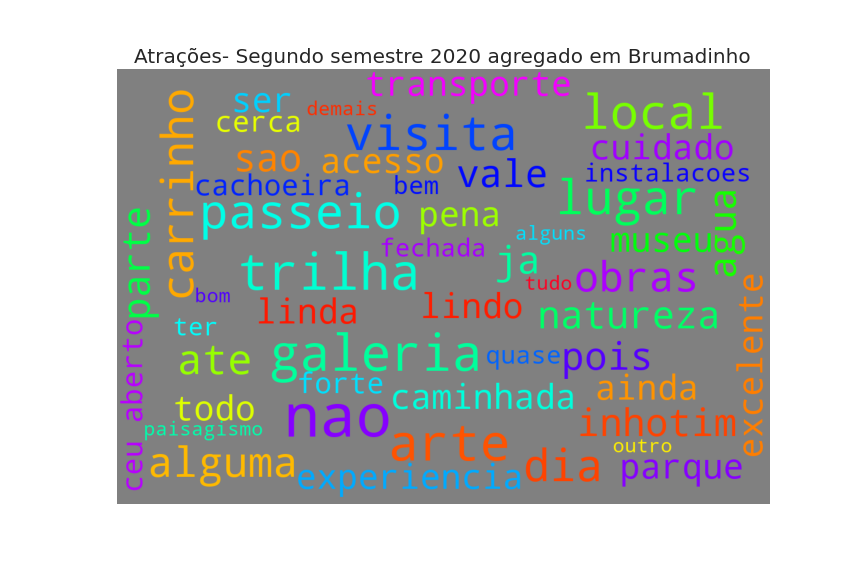 Atrações- Segundo semestre 2020 agregado em Brumadinho
transporte
ser
demais
local
carrinho
cerca
visita
cuidado
sao
acesso
vale
instalacoes
cachoeira
bem
lugar
agua
passeio
pena
parte
alguns
museu
so
fechada
trilha
ja
tudo
obras
bom
linda
lindo
natureza
excelente
ter
ceu aberto
galeria
ate
quase
pois
forte
caminhada
ainda
todo
nao
inhotim
paisagismo
arte
outro
alguma
experiencia
dia
parque